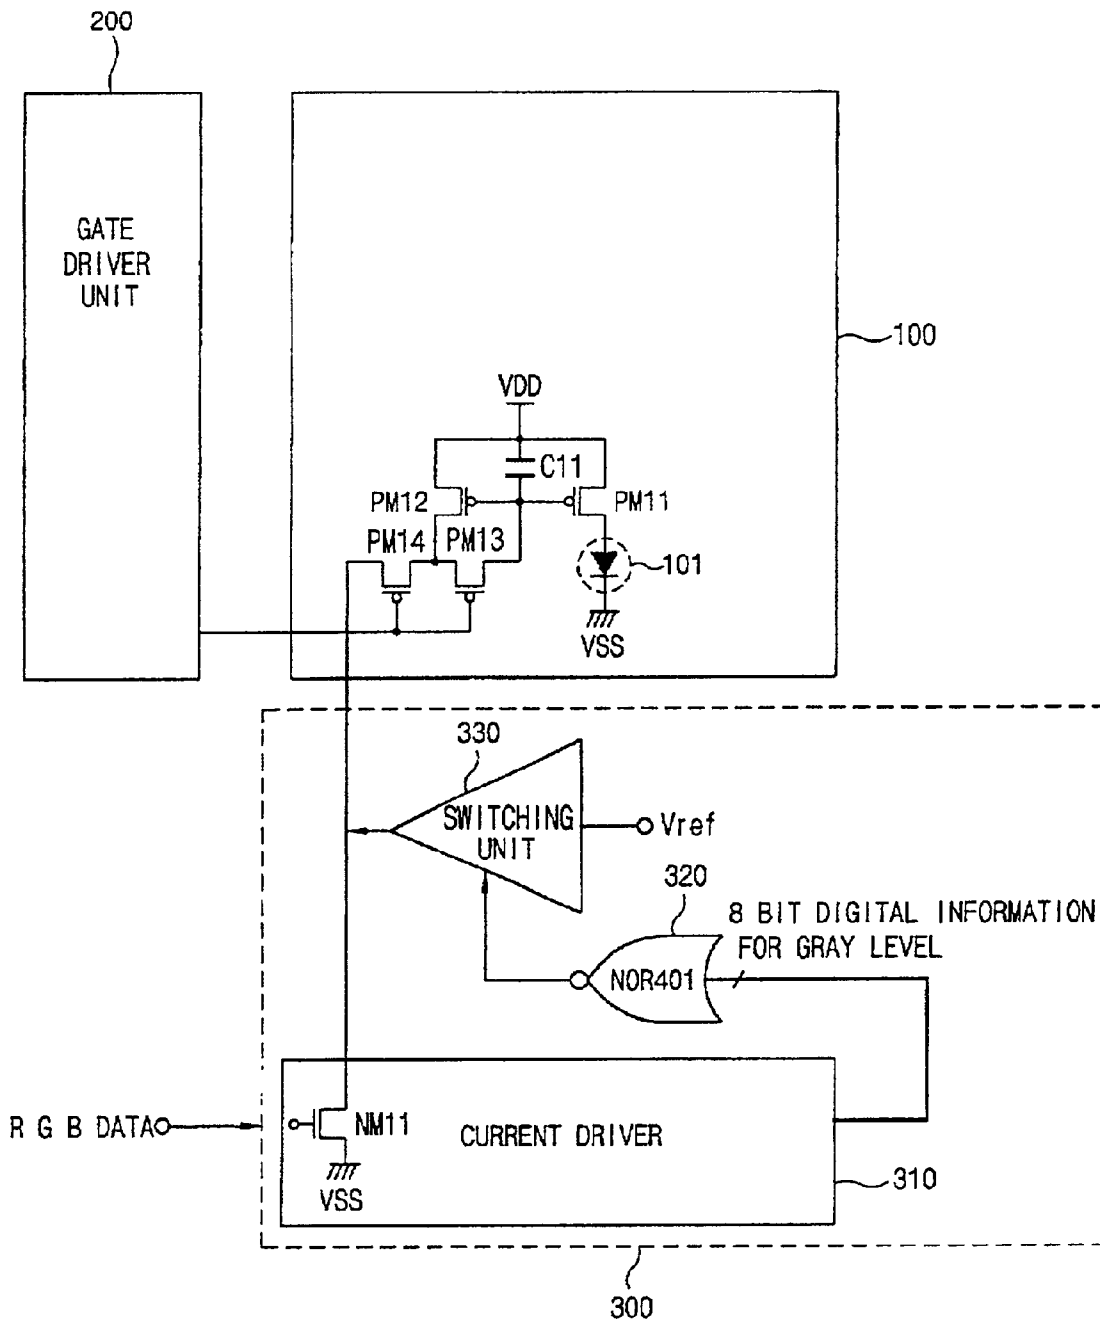 200
GATE
DRIVER
UNIT
100
VDD
C11
PM12
PM11
PM14
PM13
101
VSS
330
SWITCHING
UNIT
Vref
320
8 BIT DIGITAL INFORMATION
FOR GRAY LEVEL
NOR401
R G B DATA
NM11
CURRENT DRIVER
VSS
310
300